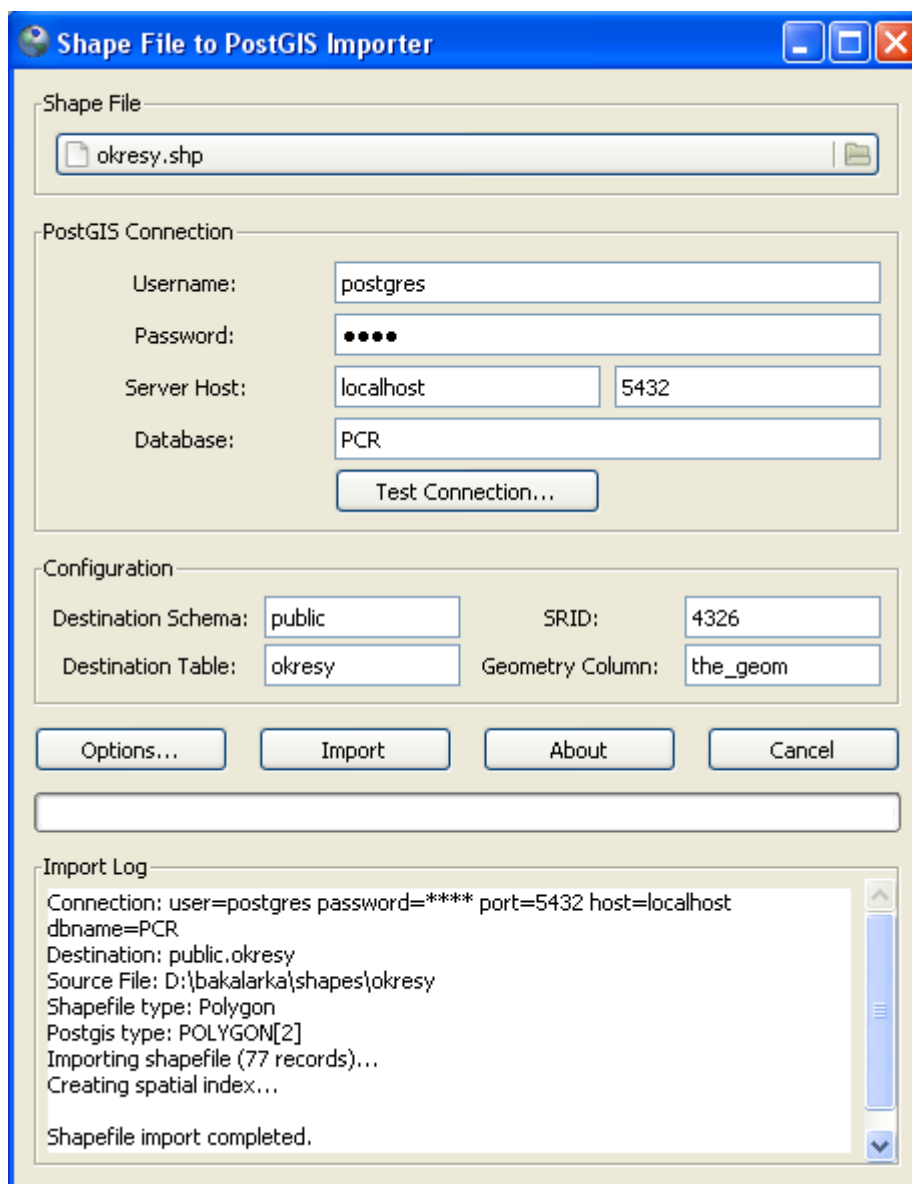 Shape File to PostGIS Importer
Shape File
okresy.shp
PostGIS Connection
Username: postgres
Password: ●●●●
Server Host: localhost 5432
Database: PCR
Test Connection...
Configuration
Destination Schema: public SRID: 4326
Destination Table: okresy Geometry Column: the_geom
Options... Import About Cancel
Import Log
Connection: user=postgres password=**** port=5432 host=localhost
dbname=PCR
Destination: public.okresy
Source File: D:\bakalarka\shapes\okresy
Shapefile type: Polygon
Postgis type: POLYGON[2]
Importing shapefile (77 records)...
Creating spatial index...
Shapefile import completed.